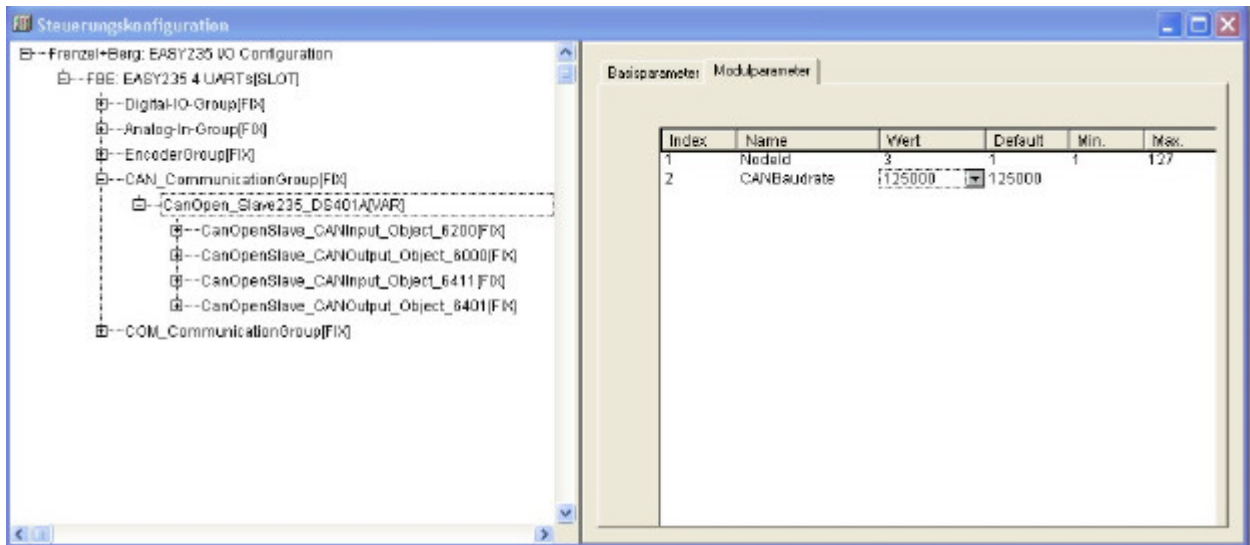 Steuerungskonfiguration
Frenzel+Berg: EASY235 I/O Configuration
FBE: EASY235 4 UARTs[SLOT]
Digital-IO-Group[FIX]
Analog-In-Group[FIX]
EncoderGroup[FIX]
CAN_CommunicationGroup[FIX]
CanOpen_Slave235_DS401A[VAR]
CanOpenSlave_CANInput_Object_6200[FIX]
CanOpenSlave_CANOutput_Object_6000[FIX]
CanOpenSlave_CANInput_Object_6411[FIX]
CanOpenSlave_CANOutput_Object_6401[FIX]
COM_CommunicationGroup[FIX]
Basisparameter Modulparameter
Index Name Wert Default Min. Max.
1 NodeId 3 1 1 127
2 CANBaudrate 125000 125000